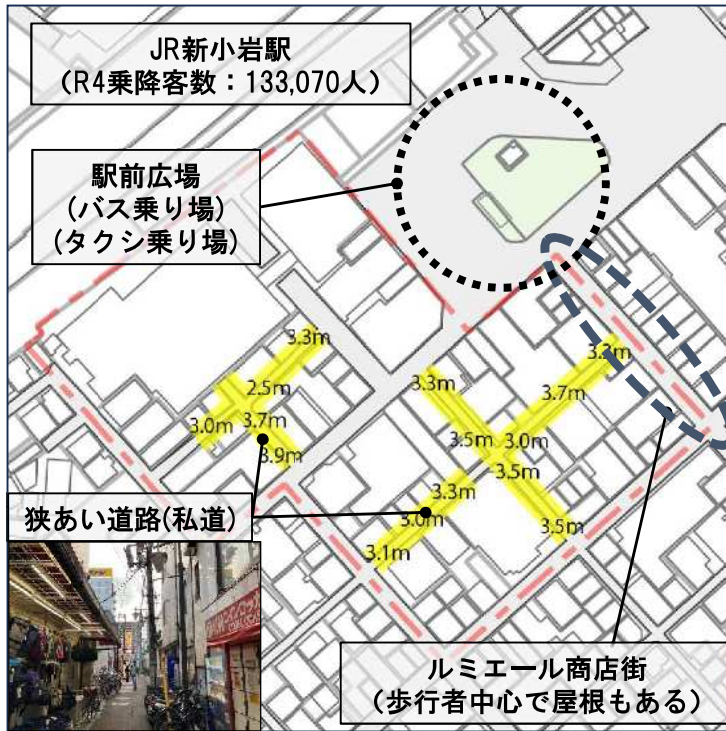 JR新小岩駅
（R4乗降客数：133,070人）
駅前広場
(バス乗り場)
(タクシ乗り場)
3.3m
2.5m
3.0m
3.7m
3.9m
3.3m
3.2m
3.7m
3.5m
3.0m
3.5m
3.3m
3.0m
3.5m
3.1m
狭あい道路(私道)
ルミエール商店街
（歩行者中心で屋根もある）